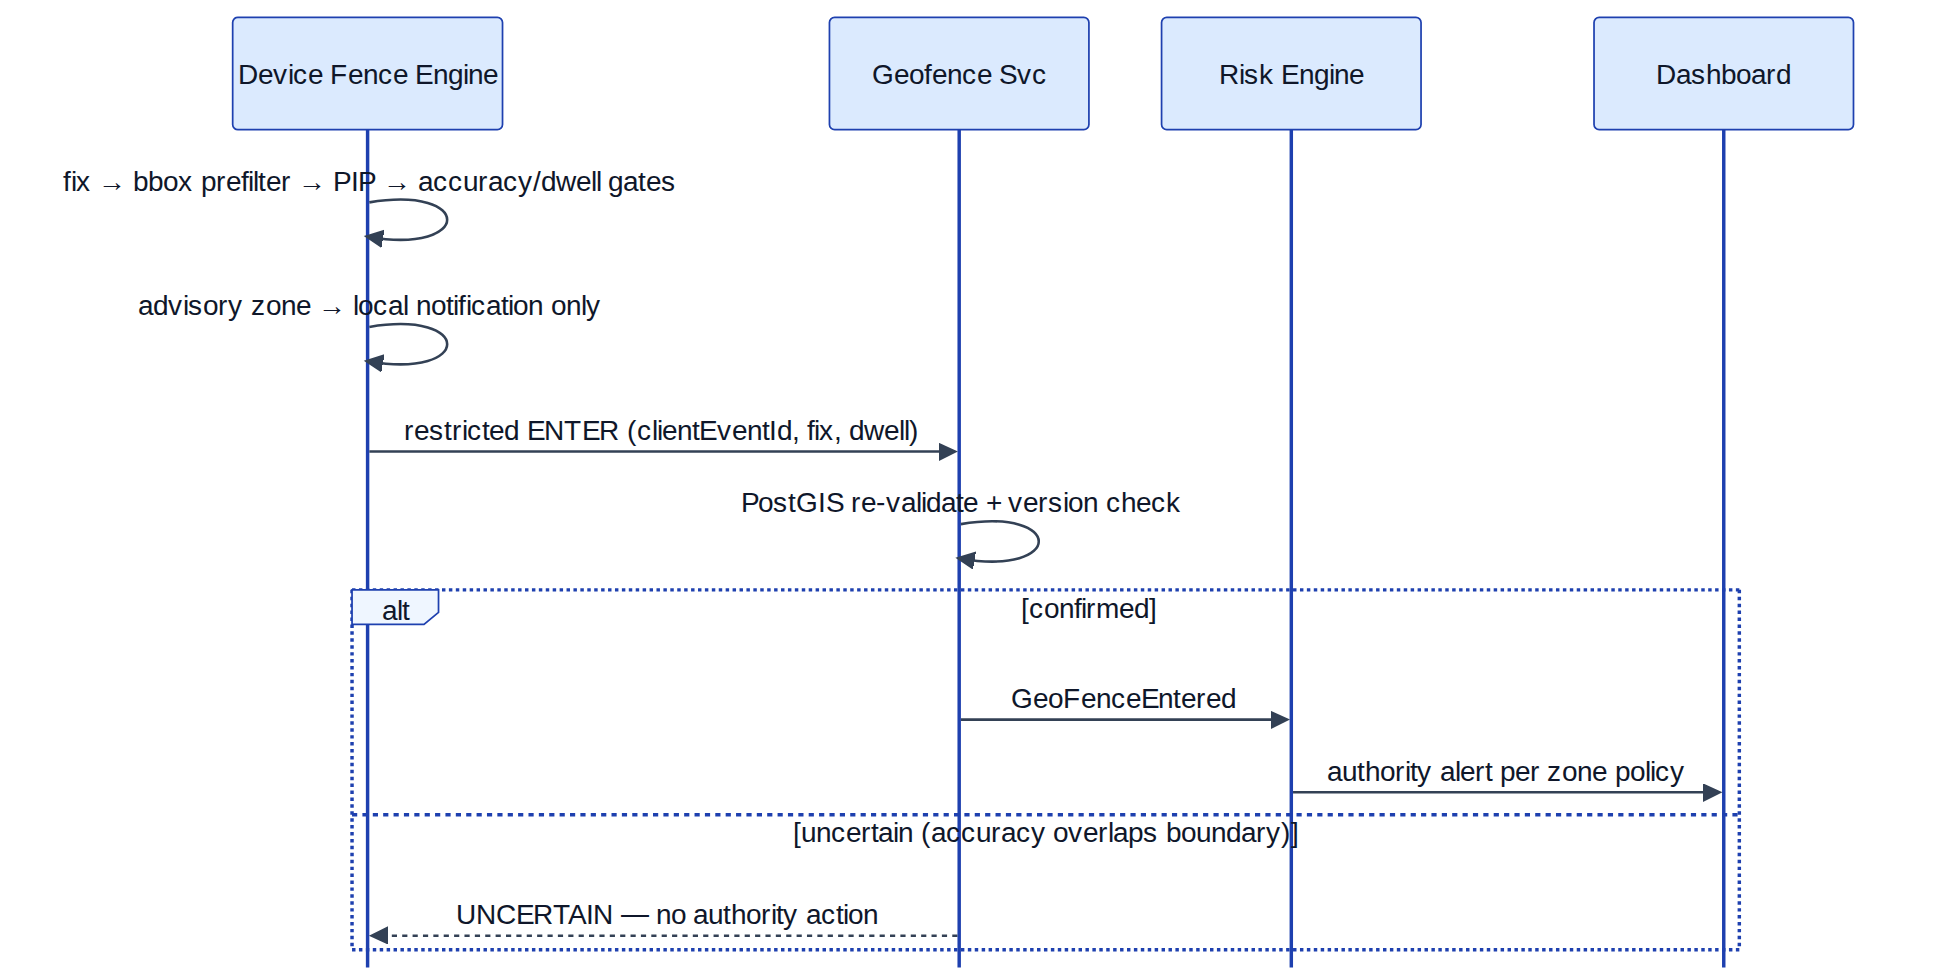 Device Fence Engine
Geofence Svc
Risk Engine
Dashboard
fix → bbox prefilter → PIP → accuracy/dwell gates
advisory zone → local notification only
restricted ENTER (clientEventId, fix, dwell)
PostGIS re-validate + version check
alt
[confirmed]
GeoFenceEntered
authority alert per zone policy
[uncertain (accuracy overlaps boundary)]
UNCERTAIN — no authority action